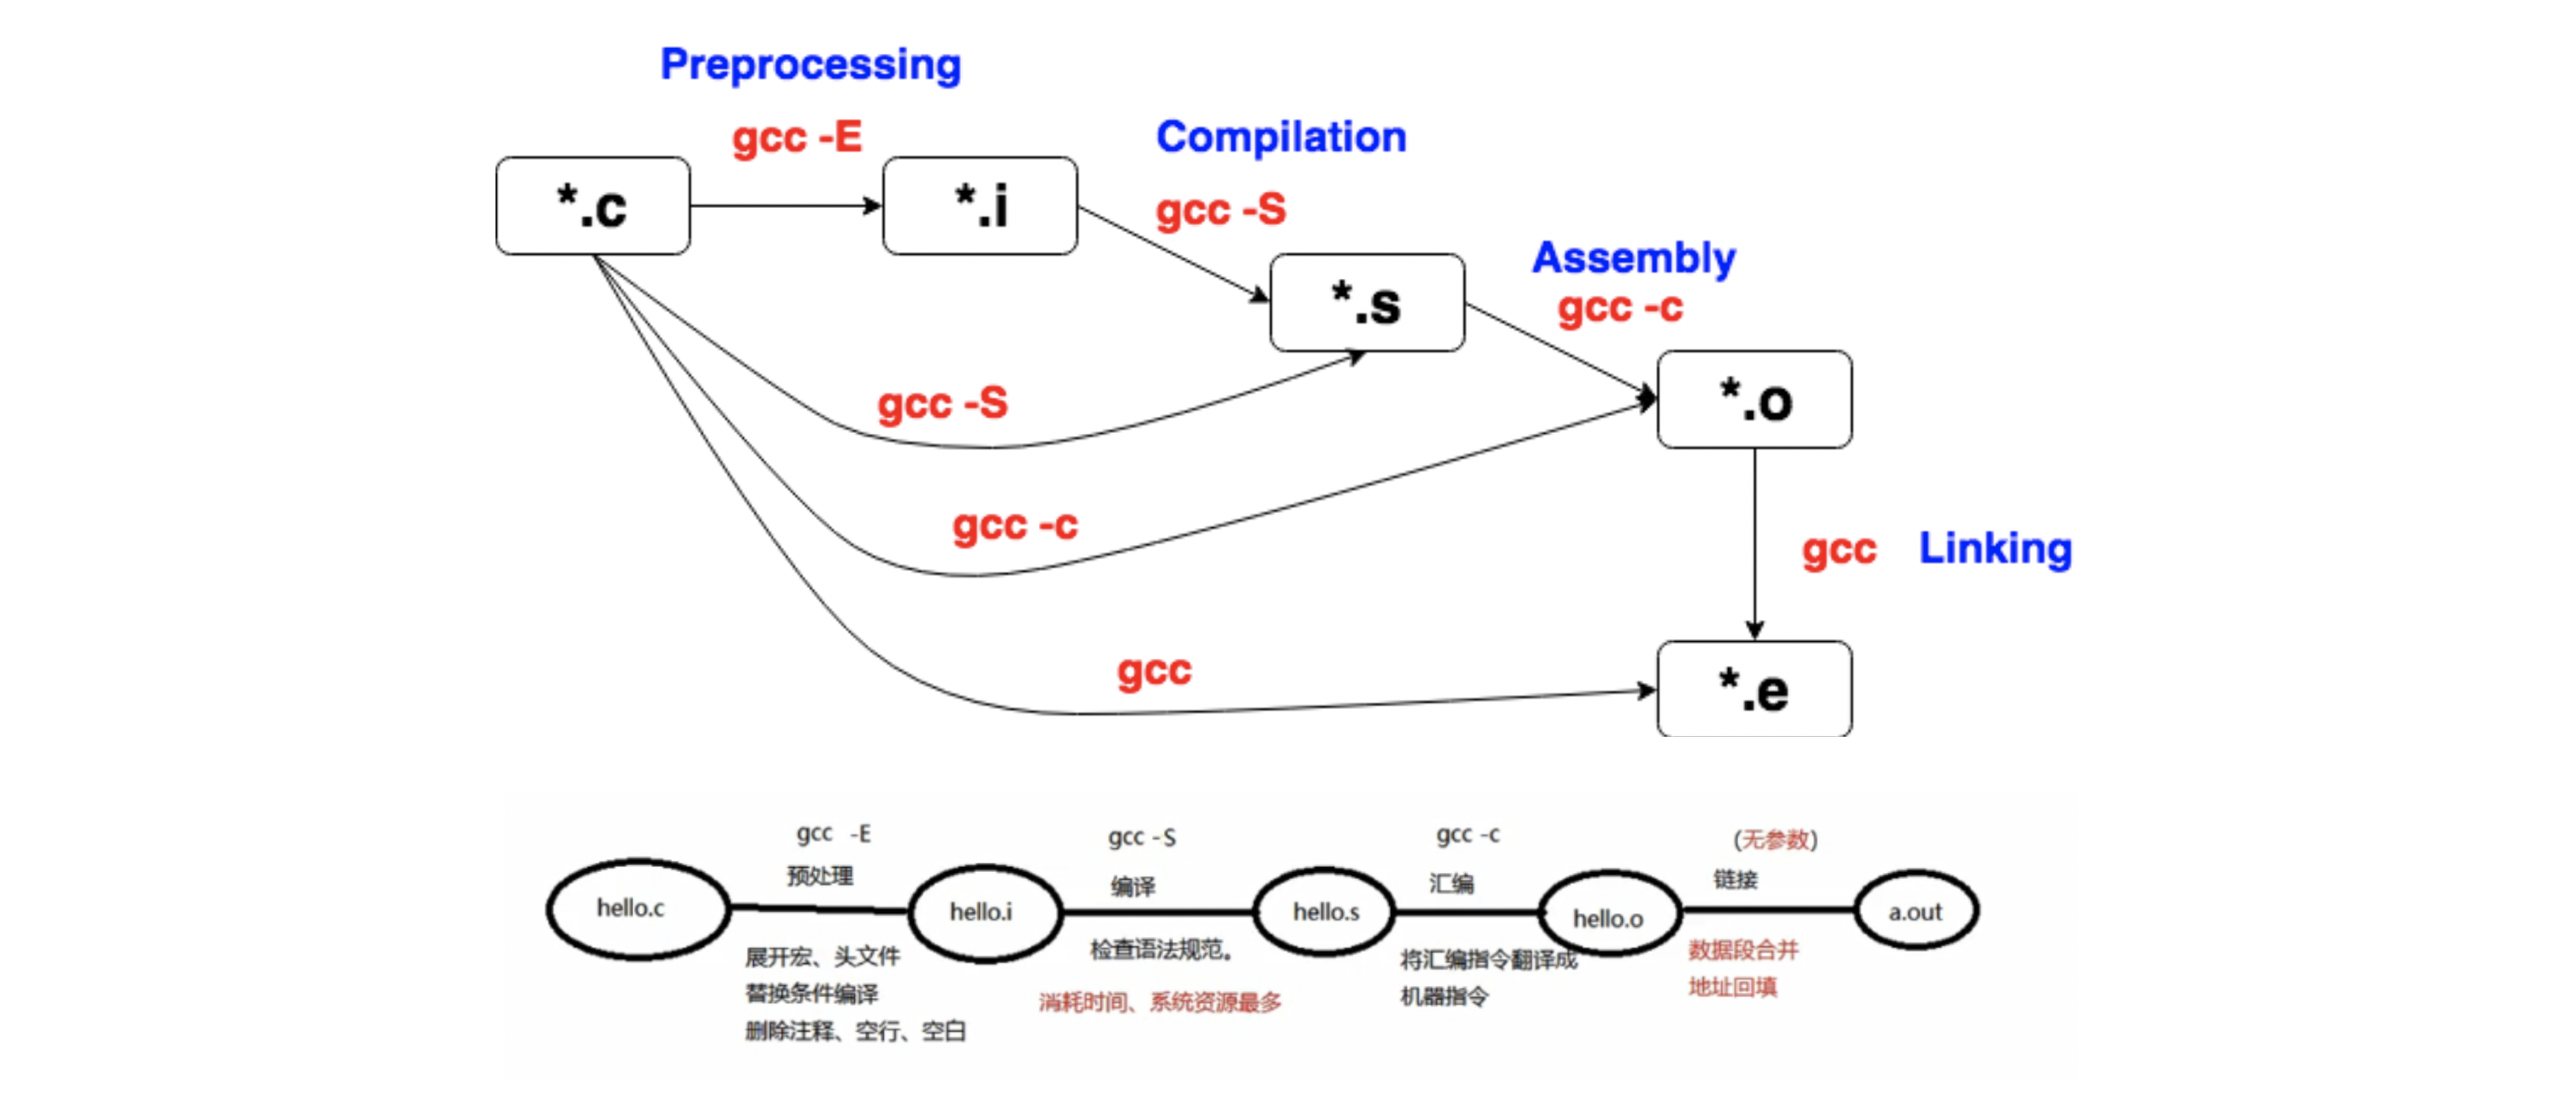 Preprocessing
gcc -E
Compilation
*.c
*.i
gcc -S
Assembly
*.s
gcc -c
gcc -S
*.o
gcc -c
gcc Linking
gcc
*.e
gcc -E
gcc -S
gcc -c
(无参数)
预处理
编译
汇编
链接
hello.c
hello.i
hello.s
hello.o
a.out
展开宏、头文件
替换条件编译
删除注释、空行、空白
检查语法规范。
消耗时间、系统资源最多
将汇编指令翻译成
机器指令
数据段合并
地址回填